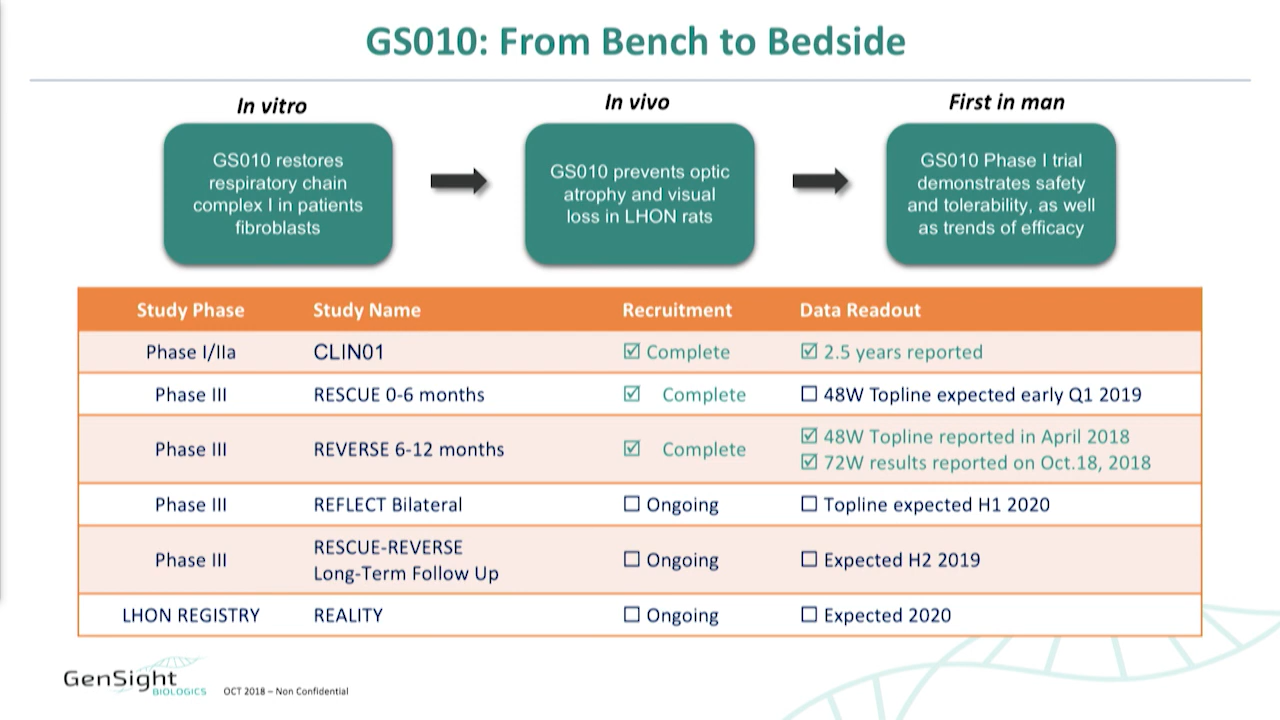 GS010: From Bench to Bedside
In vitro
In vivo
First in man
GS010 restores
respiratory chain
complex I in patients
fibroblasts
GS010 prevents optic
atrophy and visual
loss in LHON rats
GS010 Phase I trial
demonstrates safety
and tolerability, as well
as trends of efficacy
Study Phase Study Name Recruitment Data Readout
Phase I/IIa CLIN01 ☑ Complete ☑ 2.5 years reported
Phase III RESCUE 0-6 months ☑ Complete ☐ 48W Topline expected early Q1 2019
Phase III REVERSE 6-12 months ☑ Complete ☑ 48W Topline reported in April 2018
☑ 72W results reported on Oct.18, 2018
Phase III REFLECT Bilateral ☐ Ongoing ☐ Topline expected H1 2020
Phase III RESCUE-REVERSE
Long-Term Follow Up ☐ Ongoing ☐ Expected H2 2019
LHON REGISTRY REALITY ☐ Ongoing ☐ Expected 2020
GenSight
BIOLOGICS
OCT 2018 – Non Confidential